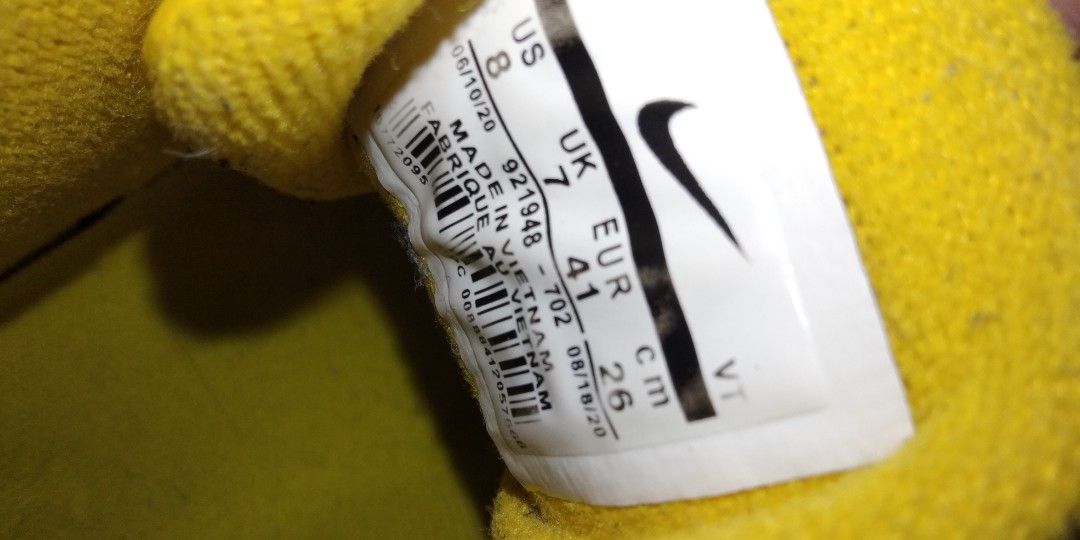 VT
US UK EUR cm
8 7 41 26
06/10/20 921948 - 702 08/18/20
MADE IN VIETNAM
FABRIQUE AU VIETNAM